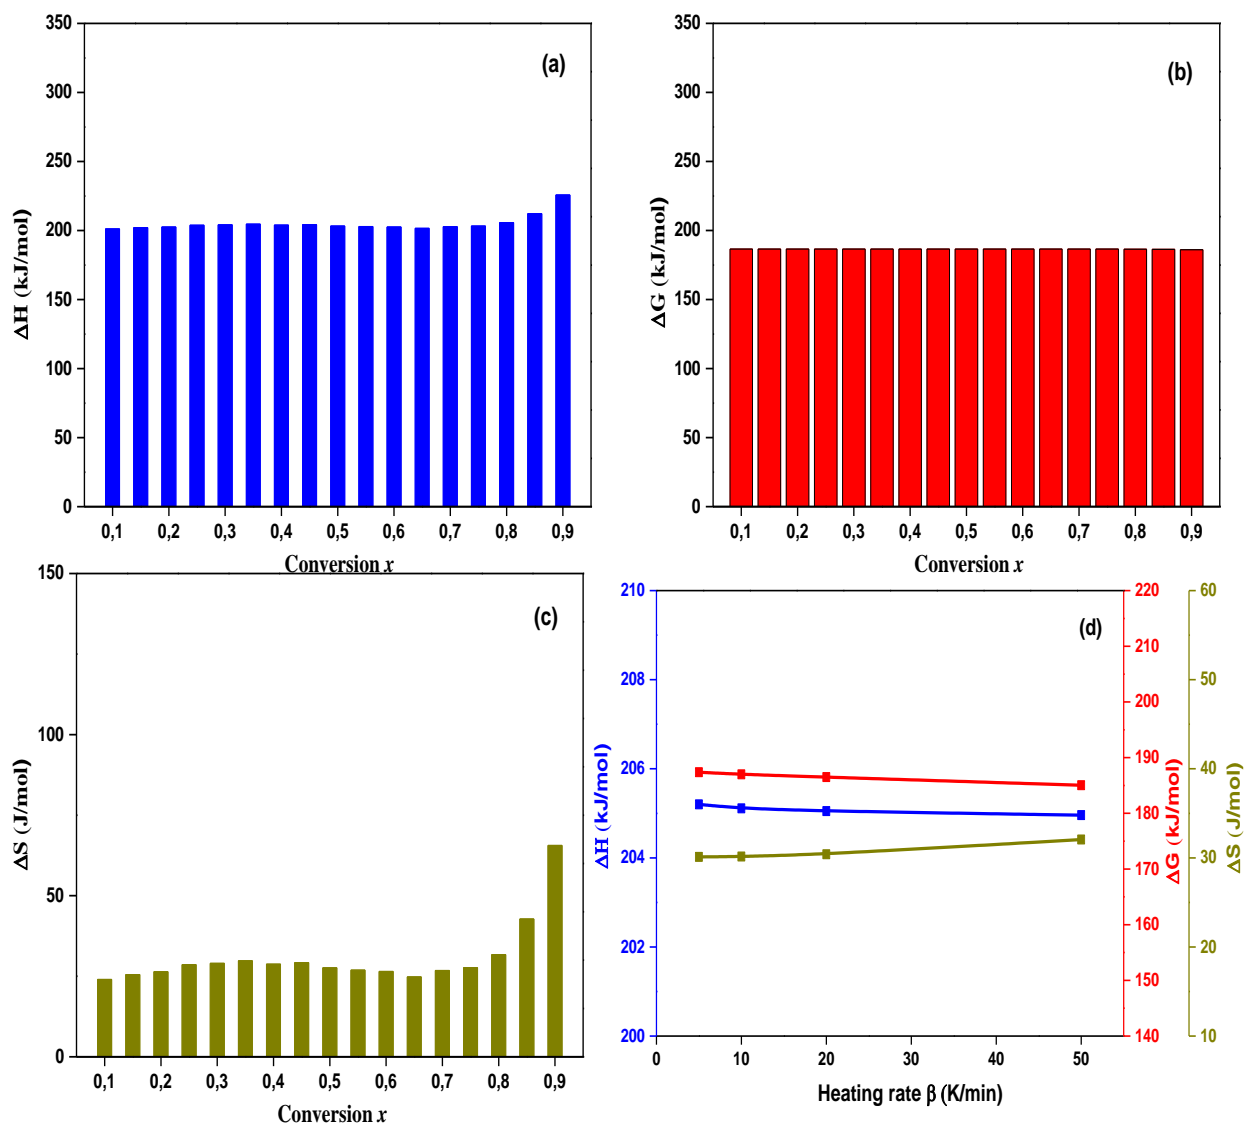 (a)
350
300
250
200
150
100
50
0
ΔH (kJ/mol)
0,1 0,2 0,3 0,4 0,5 0,6 0,7 0,8 0,9
Conversion x
(b)
350
300
250
200
150
100
50
0
ΔG (kJ/mol)
0,1 0,2 0,3 0,4 0,5 0,6 0,7 0,8 0,9
Conversion x
(c)
150
100
50
0
ΔS (J/mol)
0,1 0,2 0,3 0,4 0,5 0,6 0,7 0,8 0,9
Conversion x
(d)
210
208
206
204
202
200
ΔH (kJ/mol)
220
210
200
190
180
170
160
150
140
ΔG (kJ/mol)
60
50
40
30
20
10
ΔS (J/mol)
0 10 20 30 40 50
Heating rate β (K/min)